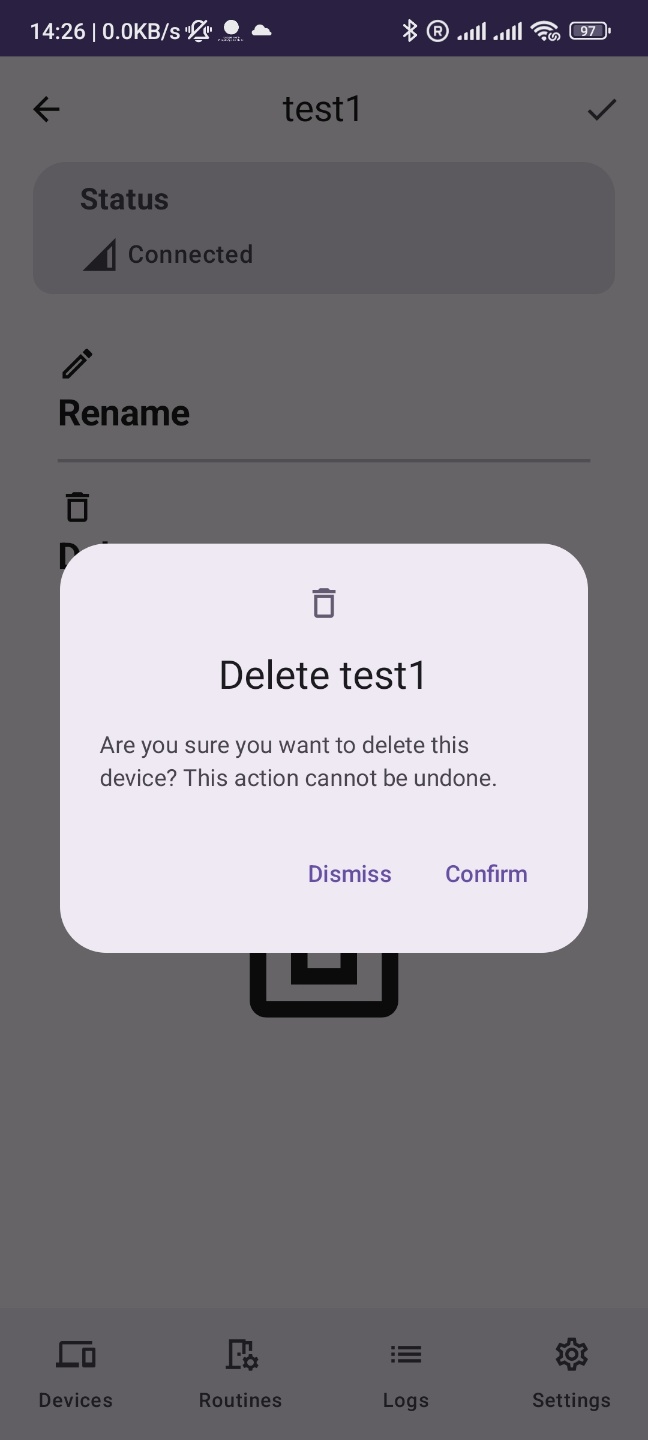 14:26 | 0.0KB/s
R
97
test1
Status
Connected
Rename
Delete test1
Are you sure you want to delete this
device? This action cannot be undone.
Dismiss Confirm
Devices Routines Logs Settings